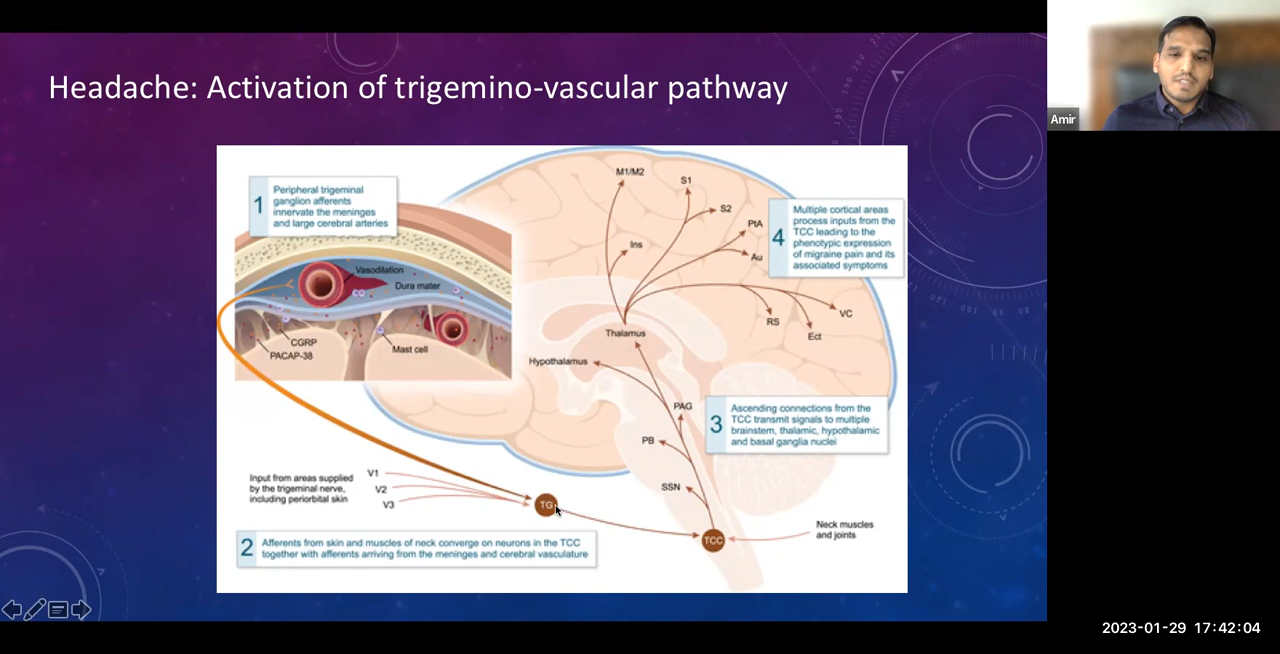 Headache: Activation of trigemino-vascular pathway
Amir
1
Peripheral trigeminal
ganglion afferents
innervate the meninges
and large cerebral arteries
Vasodilation
Dura mater
CGRP
PACAP-38
Mast cell
M1/M2
S1
S2
PtA
Ins
Au
4
Multiple cortical areas
process inputs from the
TCC leading to the
phenotypic expression
of migraine pain and its
associated symptoms
RS
Ect
VC
Thalamus
Hypothalamus
PAG
PB
SSN
3
Ascending connections from the
TCC transmit signals to multiple
brainstem, thalamic, hypothalamic
and basal ganglia nuclei
Input from areas supplied
by the trigeminal nerve,
including periorbital skin
V1
V2
V3
TG
TCC
Neck muscles
and joints
2
Afferents from skin and muscles of neck converge on neurons in the TCC
together with afferents arriving from the meninges and cerebral vasculature
2023-01-29 17:42:04